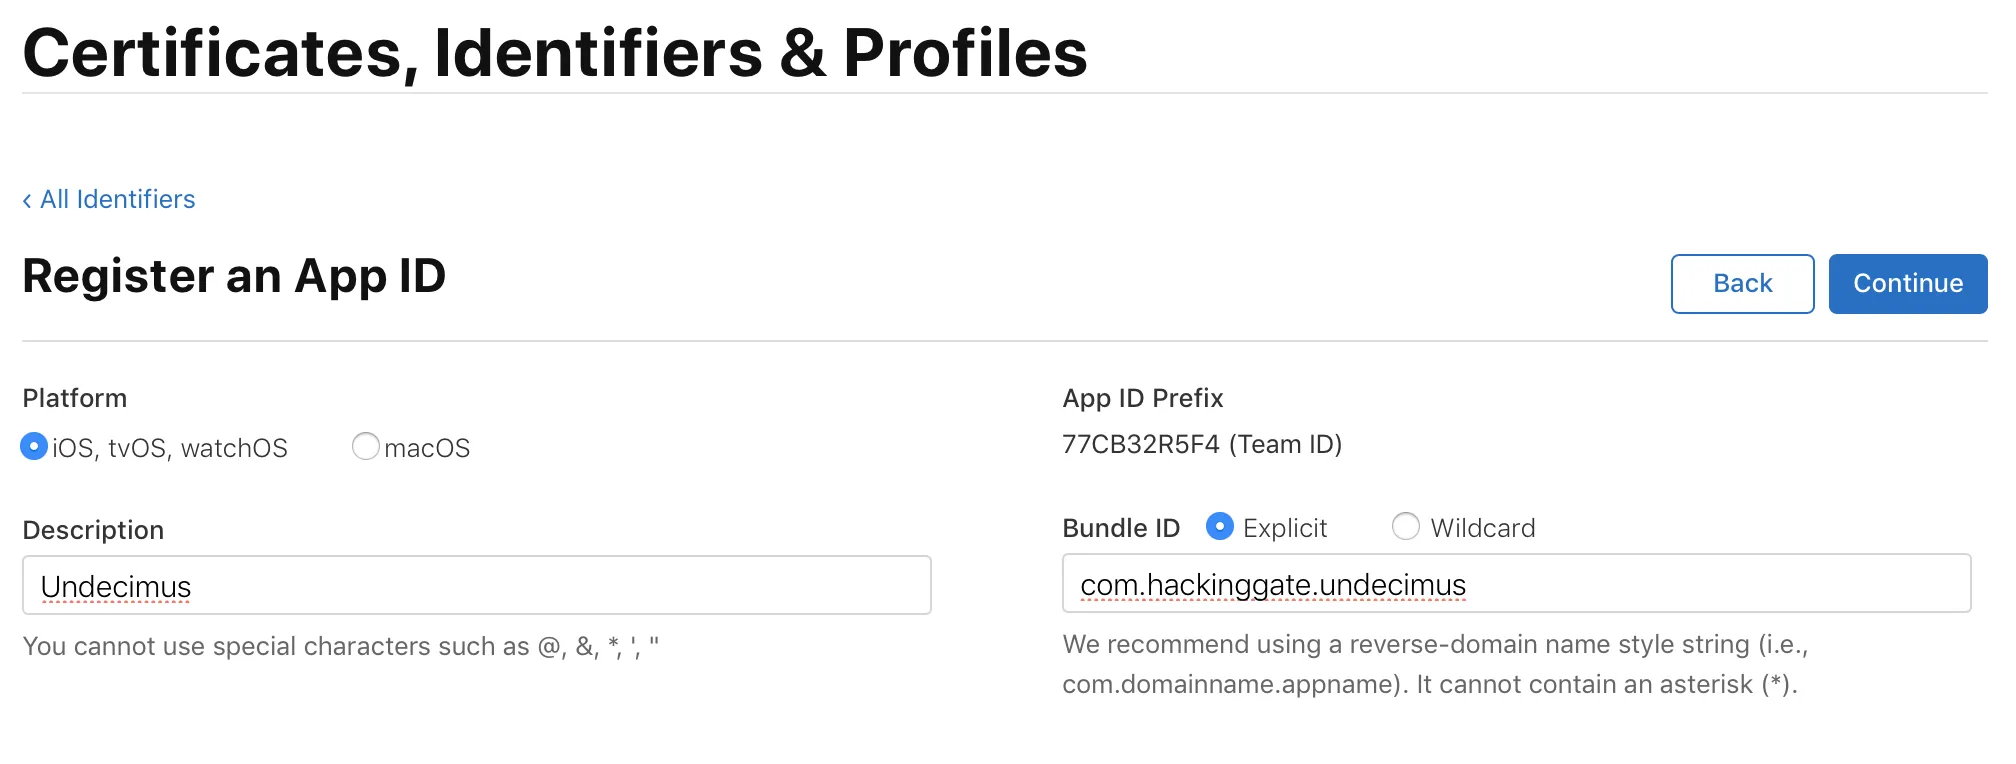 Certificates, Identifiers & Profiles
‹ All Identifiers
Register an App ID
Back
Continue
Platform
iOS, tvOS, watchOS
macOS
App ID Prefix
77CB32R5F4 (Team ID)
Description
Undecimus
You cannot use special characters such as @, &, *, ', "
Bundle ID
Explicit
Wildcard
com.hackinggate.undecimus
We recommend using a reverse-domain name style string (i.e.,
com.domainname.appname). It cannot contain an asterisk (*).